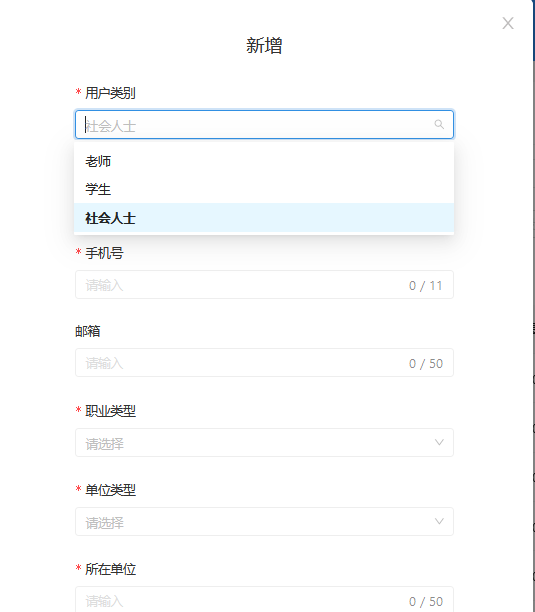 新增
* 用户类别
社会人士
老师
学生
社会人士
* 手机号
请输入 0 / 11
邮箱
请输入 0 / 50
* 职业类型
请选择
* 单位类型
请选择
* 所在单位
请输入 0 / 50